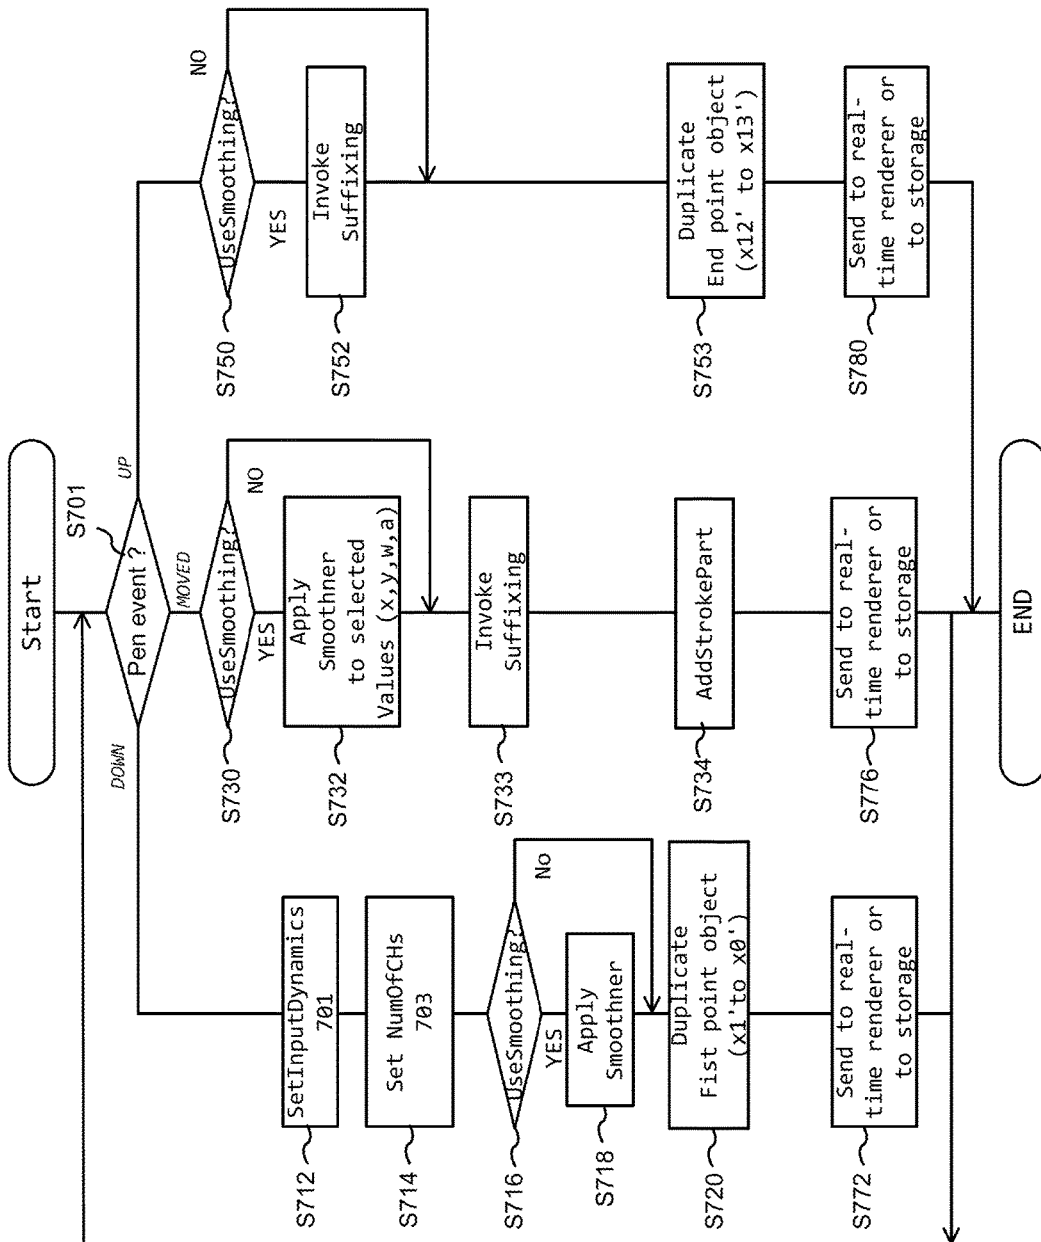 Start
S701
Pen event?
DOWN
MOVED
UP
S712
SetInputDynamics
701
S714
Set NumOfCHs
703
S716
UseSmoothing?
No
YES
S718
Apply
Smoothner
S720
Duplicate
Fist point object
(x1'to x0')
S772
Send to real-
time renderer or
to storage
S730
UseSmoothing?
NO
YES
S732
Apply
Smoothner
to selected
Values (x,y,w,a)
S733
Invoke
Suffixing
S734
AddStrokePart
S776
Send to real-
time renderer or
to storage
S750
UseSmoothing?
NO
YES
S752
Invoke
Suffixing
S753
Duplicate
End point object
(x12' to x13')
S780
Send to real-
time renderer or
to storage
END